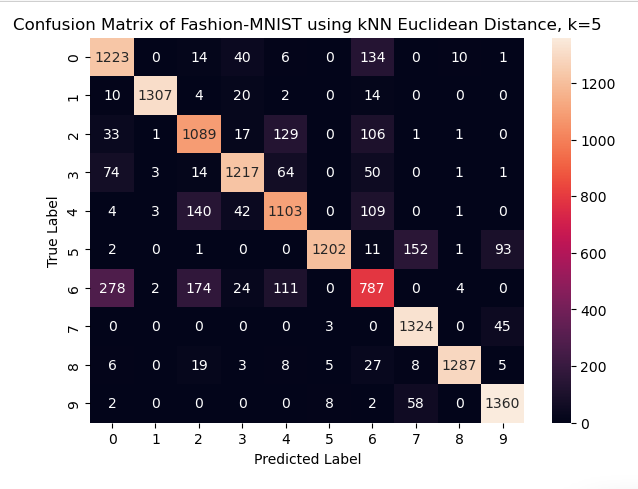 Confusion Matrix of Fashion-MNIST using kNN Euclidean Distance, k=5
0 1223 0 14 40 6 0 134 0 10 1
1 10 1307 4 20 2 0 14 0 0 0
2 33 1 1089 17 129 0 106 1 1 0
3 74 3 14 1217 64 0 50 0 1 1
4 4 3 140 42 1103 0 109 0 1 0
5 2 0 1 0 0 1202 11 152 1 93
6 278 2 174 24 111 0 787 0 4 0
7 0 0 0 0 0 3 0 1324 0 45
8 6 0 19 3 8 5 27 8 1287 5
9 2 0 0 0 0 8 2 58 0 1360
0 1 2 3 4 5 6 7 8 9
Predicted Label
True Label
1200
1000
800
600
400
200
0